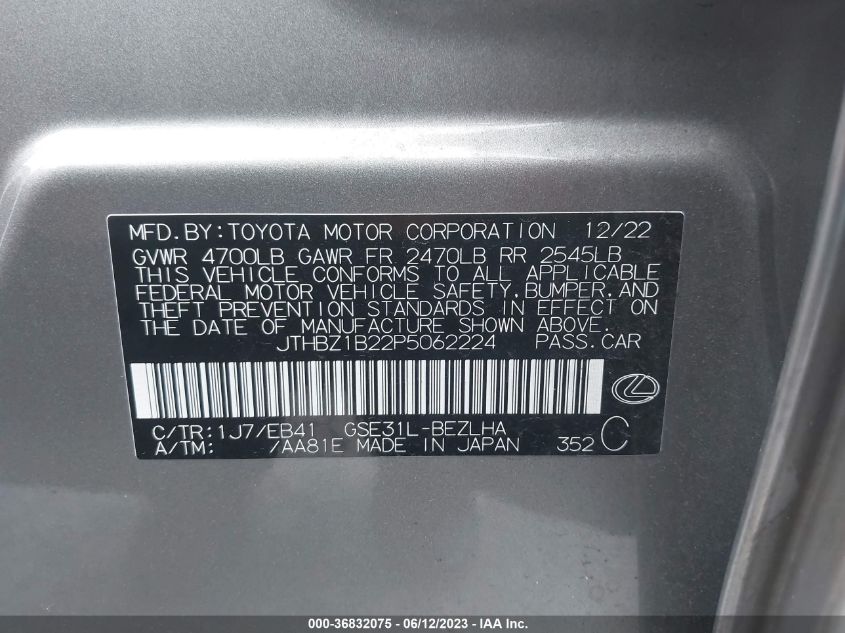 MFD.BY:TOYOTA MOTOR CORPORATION 12/22
GVWR 4700LB GAWR FR 2470LB RR 2545LB
THIS VEHICLE CONFORMS TO ALL APPLICABLE
FEDERAL MOTOR VEHICLE SAFETY,BUMPER,AND
THEFT PREVENTION STANDARDS IN EFFECT ON
THE DATE OF MANUFACTURE SHOWN ABOVE.
JTHBZ1B22P5062224 PASS.CAR
C/TR:1J7/EB41 GSE31L-BEZLHA
A/TM: /AA81E MADE IN JAPAN 352 C
000-36832075 - 06/12/2023 - IAA Inc.